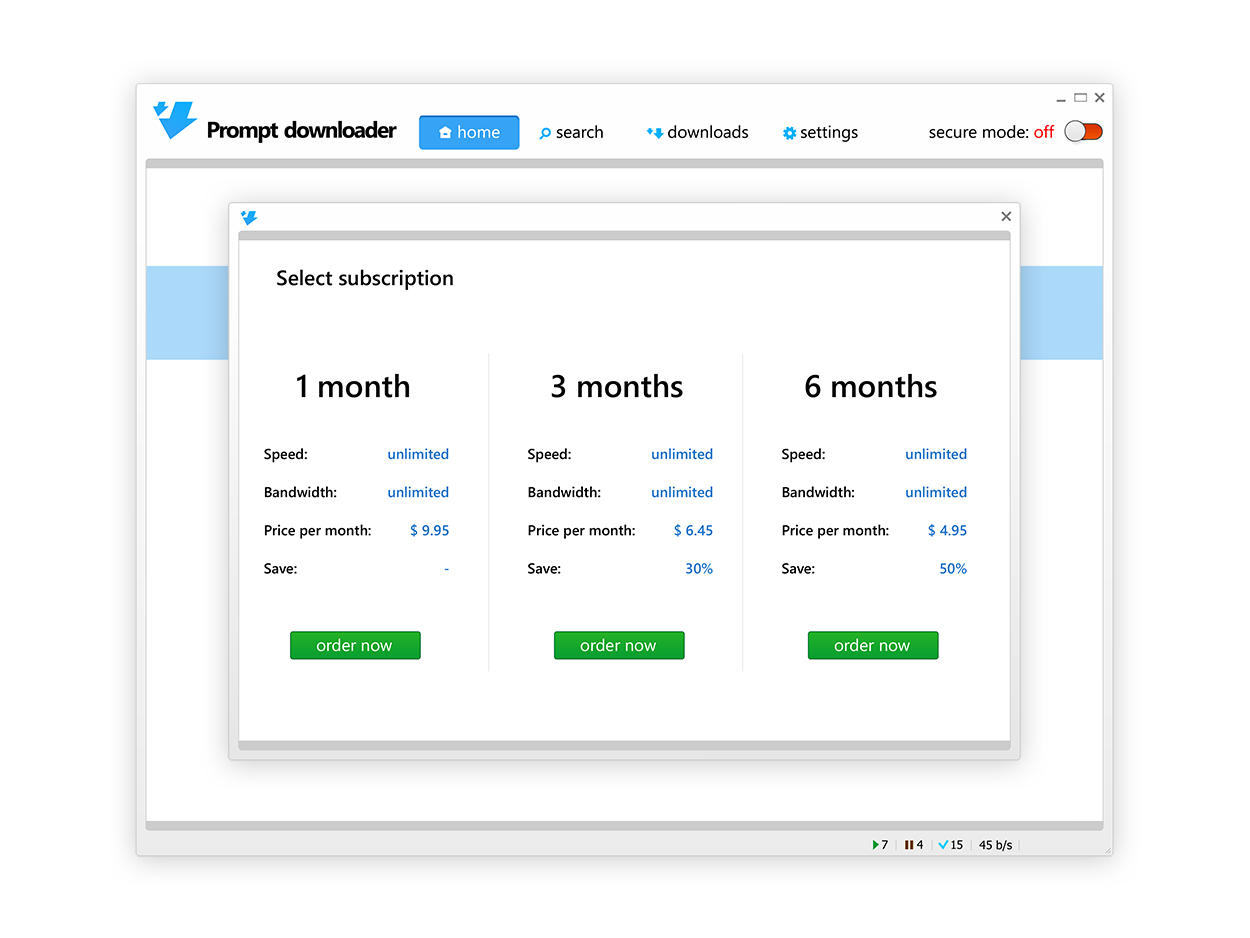 Prompt downloader home search downloads settings secure mode: off
Select subscription
1 month 3 months 6 months
Speed: unlimited Speed: unlimited Speed: unlimited
Bandwidth: unlimited Bandwidth: unlimited Bandwidth: unlimited
Price per month: $ 9.95 Price per month: $ 6.45 Price per month: $ 4.95
Save: - Save: 30% Save: 50%
order now order now order now
7 4 15 45 b/s